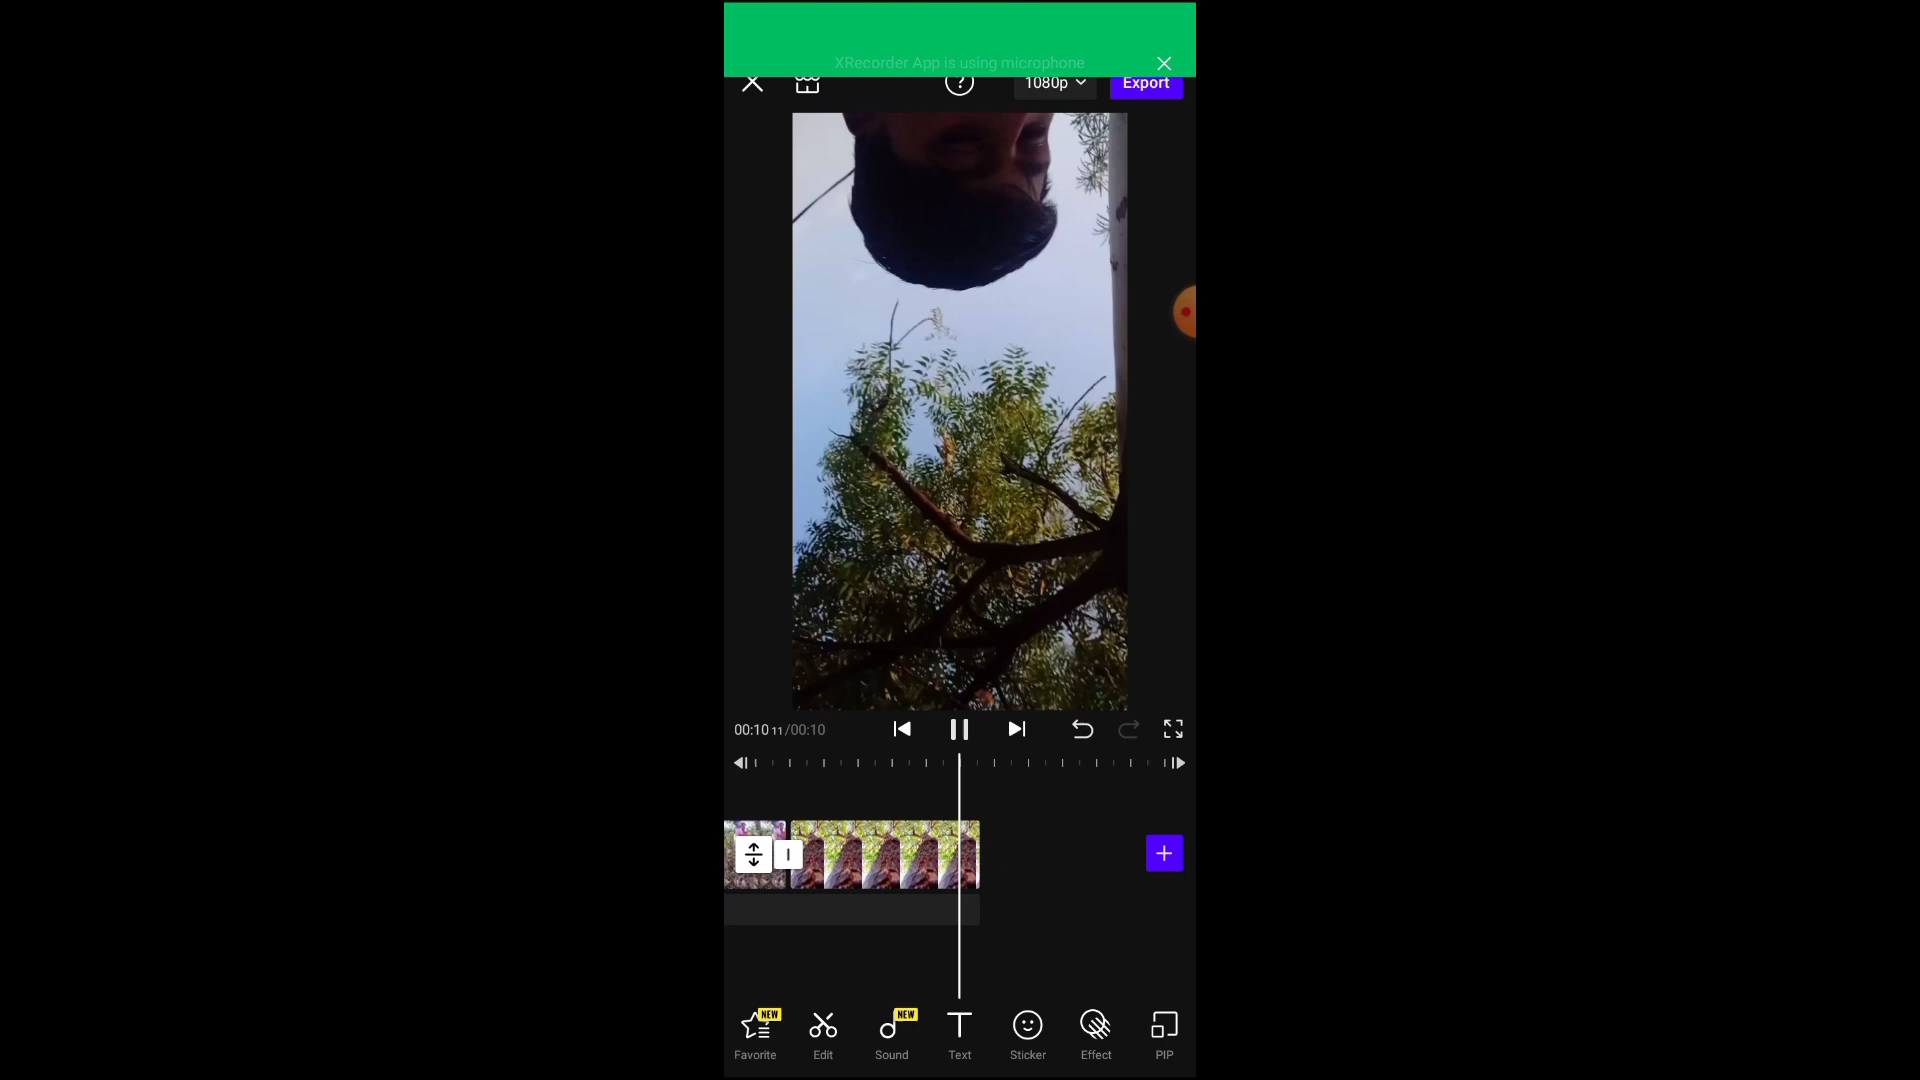 XRecorder App is using microphone
1080p
Export
00:10 11/00:10
NEW
NEW
Favorite
Edit
Sound
Text
Sticker
Effect
PIP